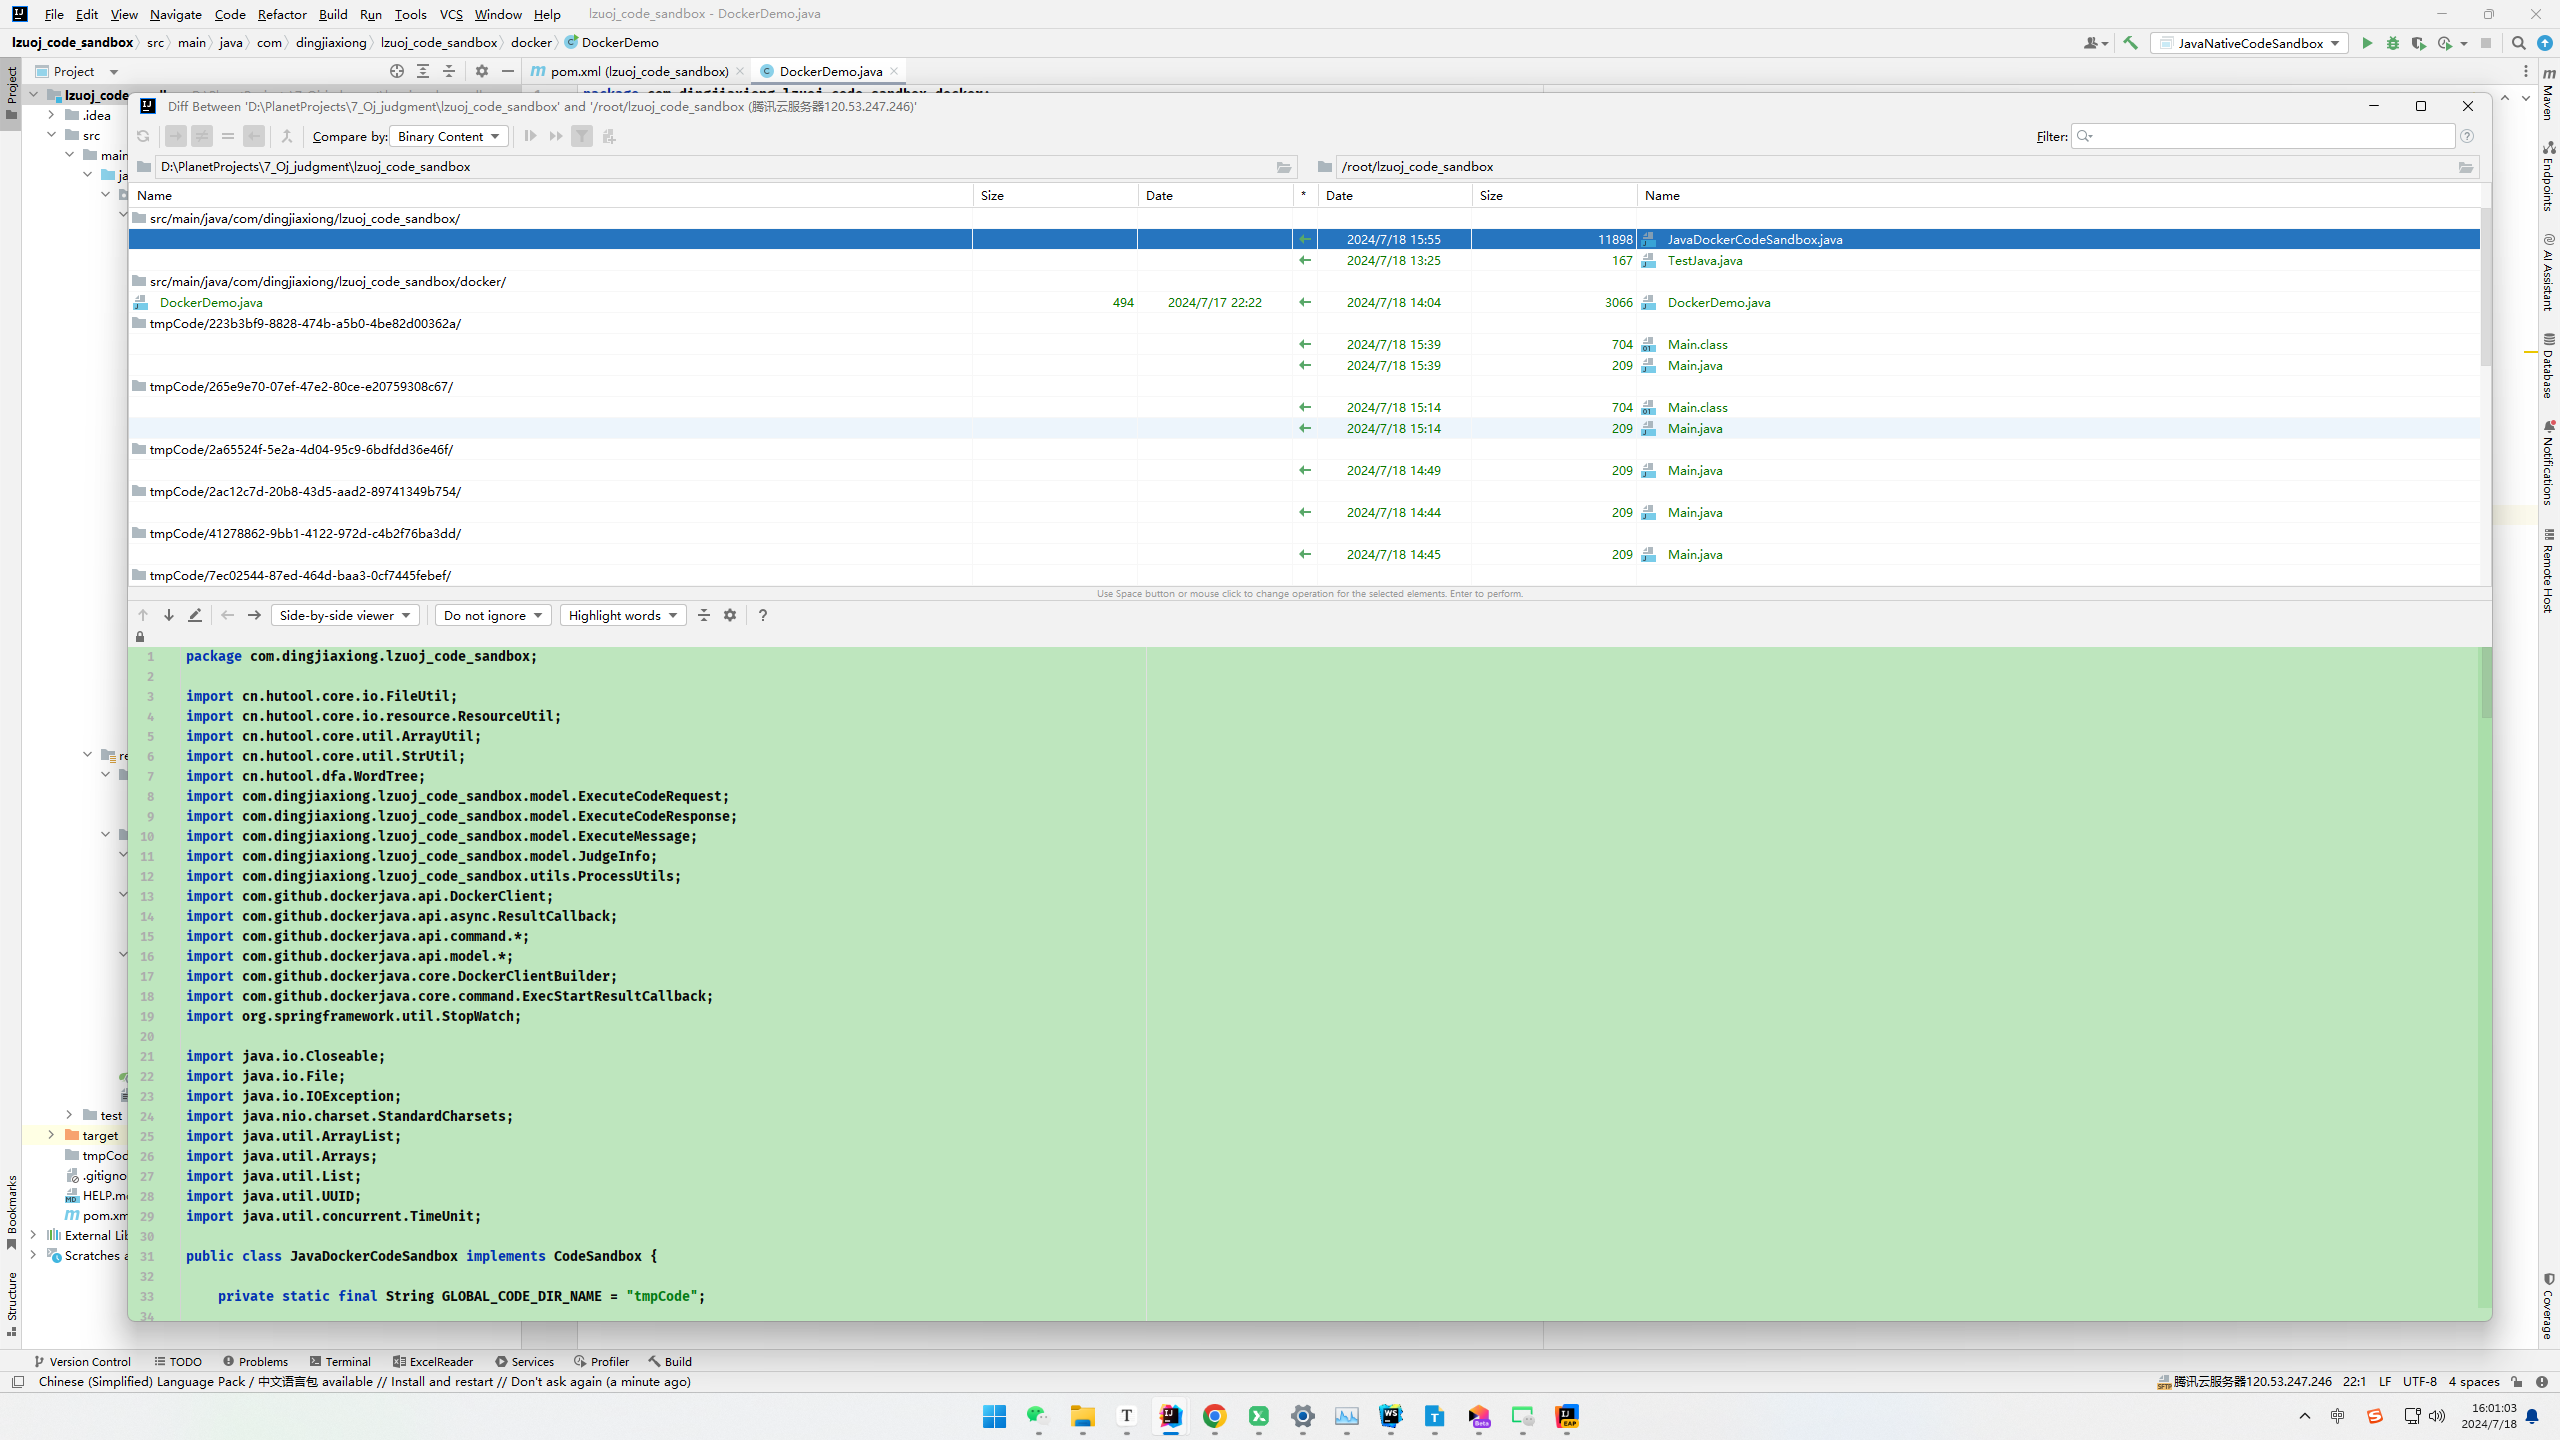 File Edit View Navigate Code Refactor Build Run Tools VCS Window Help lzuoj_code_sandbox - DockerDemo.java
lzuoj_code_sandbox src main java com dingjiaxiong lzuoj_code_sandbox docker DockerDemo JavaNativeCodeSandbox
Project pom.xml (lzuoj_code_sandbox) DockerDemo.java
Diff Between 'D:\PlanetProjects\7_Oj_judgment\lzuoj_code_sandbox' and '/root/lzuoj_code_sandbox (腾讯云服务器120.53.247.246)'
Compare by: Binary Content Filter:
D:\PlanetProjects\7_Oj_judgment\lzuoj_code_sandbox /root/lzuoj_code_sandbox
Name Size Date * Date Size Name
src/main/java/com/dingjiaxiong/lzuoj_code_sandbox/
2024/7/18 15:55 11898 JavaDockerCodeSandbox.java
2024/7/18 13:25 167 TestJava.java
src/main/java/com/dingjiaxiong/lzuoj_code_sandbox/docker/
DockerDemo.java 494 2024/7/17 22:22 2024/7/18 14:04 3066 DockerDemo.java
tmpCode/223b3bf9-8828-474b-a5b0-4be82d00362a/
2024/7/18 15:39 704 Main.class
2024/7/18 15:39 209 Main.java
tmpCode/265e9e70-07ef-47e2-80ce-e20759308c67/
2024/7/18 15:14 704 Main.class
2024/7/18 15:14 209 Main.java
tmpCode/2a65524f-5e2a-4d04-95c9-6bdfdd36e46f/
2024/7/18 14:49 209 Main.java
tmpCode/2ac12c7d-20b8-43d5-aad2-89741349b754/
2024/7/18 14:44 209 Main.java
tmpCode/41278862-9bb1-4122-972d-c4b2f76ba3dd/
2024/7/18 14:45 209 Main.java
tmpCode/7ec02544-87ed-464d-baa3-0cf7445febef/
Use Space button or mouse click to change operation for the selected elements. Enter to perform.
Side-by-side viewer Do not ignore Highlight words ?
1 package com.dingjiaxiong.lzuoj_code_sandbox;
2
3 import cn.hutool.core.io.FileUtil;
4 import cn.hutool.core.io.resource.ResourceUtil;
5 import cn.hutool.core.util.ArrayUtil;
6 import cn.hutool.core.util.StrUtil;
7 import cn.hutool.dfa.WordTree;
8 import com.dingjiaxiong.lzuoj_code_sandbox.model.ExecuteCodeRequest;
9 import com.dingjiaxiong.lzuoj_code_sandbox.model.ExecuteCodeResponse;
10 import com.dingjiaxiong.lzuoj_code_sandbox.model.ExecuteMessage;
11 import com.dingjiaxiong.lzuoj_code_sandbox.model.JudgeInfo;
12 import com.dingjiaxiong.lzuoj_code_sandbox.utils.ProcessUtils;
13 import com.github.dockerjava.api.DockerClient;
14 import com.github.dockerjava.api.async.ResultCallback;
15 import com.github.dockerjava.api.command.*;
16 import com.github.dockerjava.api.model.*;
17 import com.github.dockerjava.core.DockerClientBuilder;
18 import com.github.dockerjava.core.command.ExecStartResultCallback;
19 import org.springframework.util.StopWatch;
20
21 import java.io.Closeable;
22 import java.io.File;
23 import java.io.IOException;
24 import java.nio.charset.StandardCharsets;
25 import java.util.ArrayList;
26 import java.util.Arrays;
27 import java.util.List;
28 import java.util.UUID;
29 import java.util.concurrent.TimeUnit;
30
31 public class JavaDockerCodeSandbox implements CodeSandbox {
32
33 private static final String GLOBAL_CODE_DIR_NAME = "tmpCode";
34
Project
Bookmarks
Structure
lzuoj_code
.idea
src
main
test
target
tmpCod
.gitigno
HELP.m
pom.xm
External Lib
Scratches a
Maven
Endpoints
AI Assistant
Database
Notifications
Remote Host
Coverage
Version Control TODO Problems Terminal ExcelReader Services Profiler Build
Chinese (Simplified) Language Pack / 中文语言包 available // Install and restart // Don't ask again (a minute ago) 腾讯云服务器120.53.247.246 22:1 LF UTF-8 4 spaces
中 16:01:03
2024/7/18